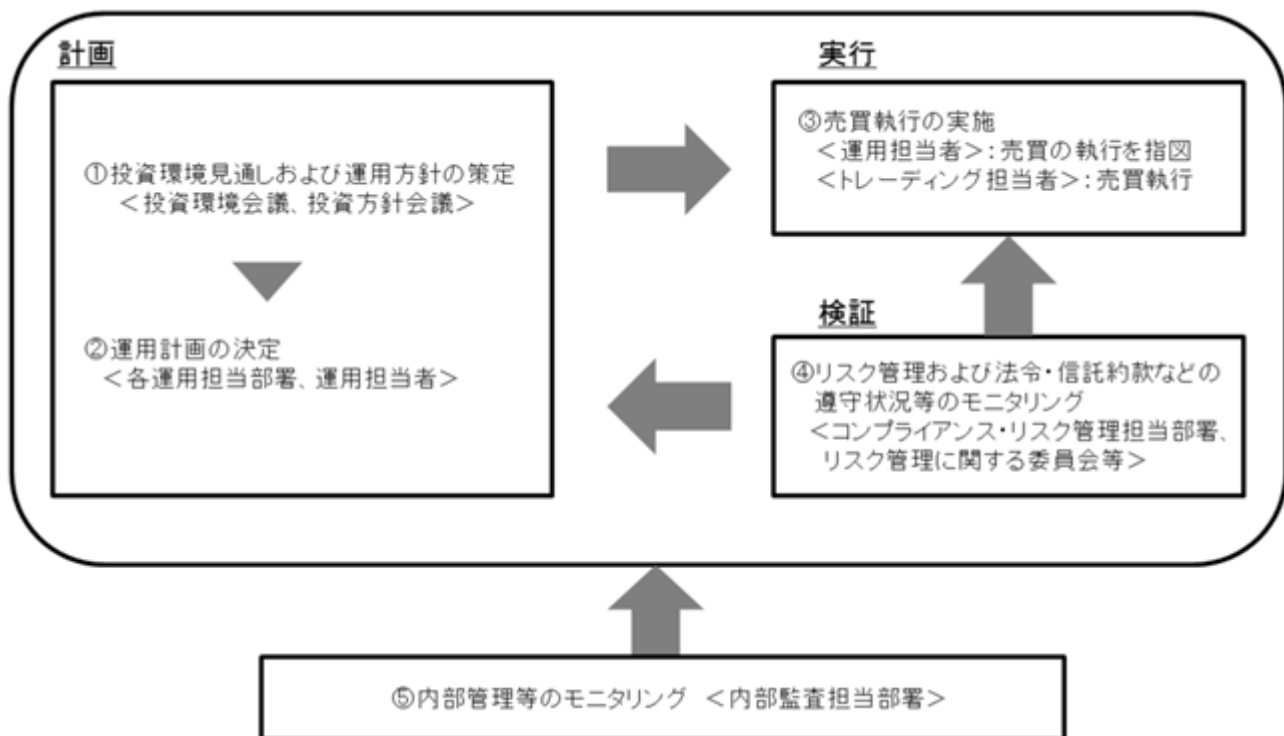 計画
①投資環境見通しおよび運用方針の策定
＜投資環境会議、投資方針会議＞
②運用計画の決定
＜各運用担当部署、運用担当者＞
実行
③売買執行の実施
＜運用担当者＞：売買の執行を指図
＜トレーディング担当者＞：売買執行
検証
④リスク管理および法令・信託約款などの
遵守状況等のモニタリング
＜コンプライアンス・リスク管理担当部署、
リスク管理に関する委員会等＞
⑤内部管理等のモニタリング ＜内部監査担当部署＞